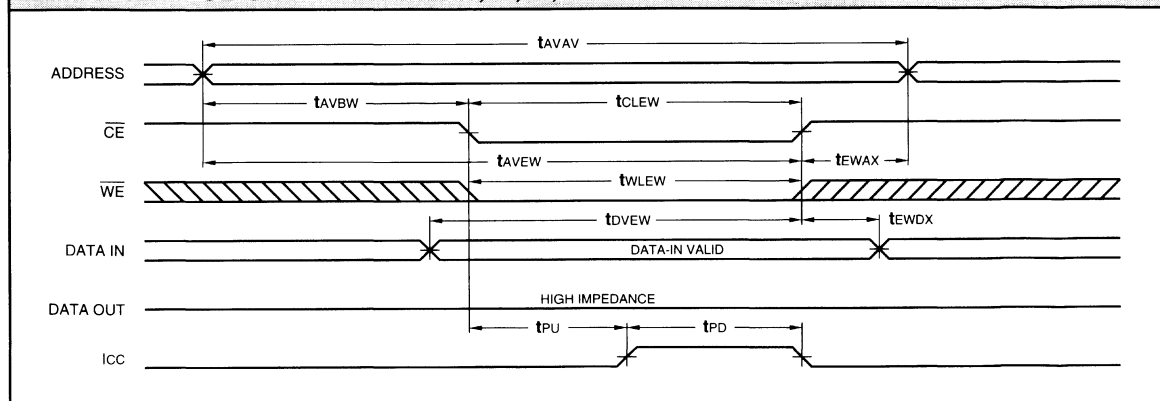 tAVAV
ADDRESS
tAVBW
tCLEW
CE
tAVEW
tEWAX
WE
tWLEW
tDVEW
tEWDX
DATA IN
DATA-IN VALID
DATA OUT
HIGH IMPEDANCE
tPU
tPD
ICC